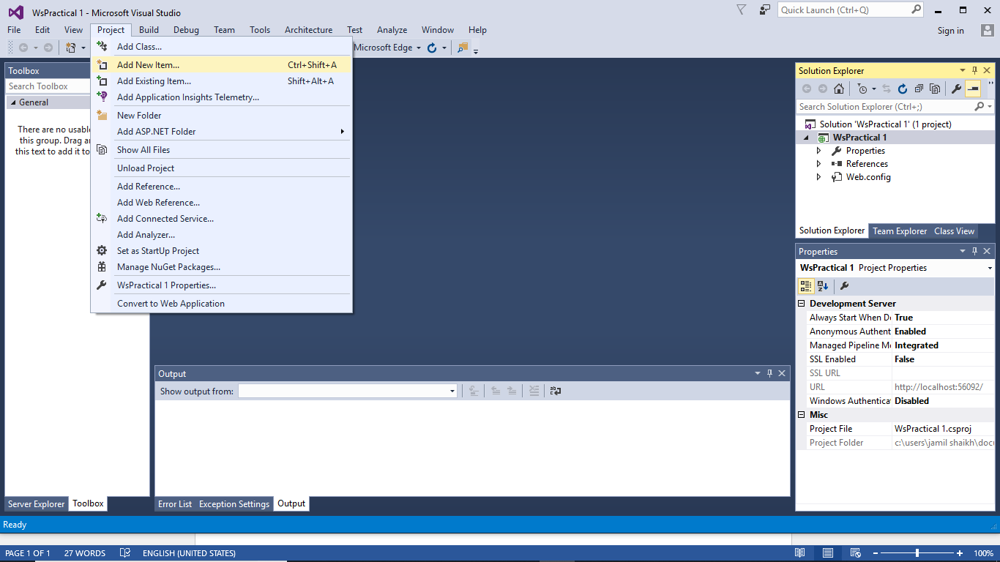 WsPractical 1 - Microsoft Visual Studio
Quick Launch (Ctrl+Q)
File Edit View Project Build Debug Team Tools Architecture Test Analyze Window Help
Sign in
Microsoft Edge
Toolbox
Search Toolbox
General
There are no usabl
this group. Drag a
this text to add it to
Add Class...
Add New Item... Ctrl+Shift+A
Add Existing Item... Shift+Alt+A
Add Application Insights Telemetry...
New Folder
Add ASP.NET Folder
Show All Files
Unload Project
Add Reference...
Add Web Reference...
Add Connected Service...
Add Analyzer...
Set as StartUp Project
Manage NuGet Packages...
WsPractical 1 Properties...
Convert to Web Application
Server Explorer Toolbox
Output
Show output from:
Error List Exception Settings Output
Solution Explorer
Search Solution Explorer (Ctrl+;)
Solution 'WsPractical 1' (1 project)
WsPractical 1
Properties
References
Web.config
Solution Explorer Team Explorer Class View
Properties
WsPractical 1 Project Properties
Development Server
Always Start When D True
Anonymous Authent Enabled
Managed Pipeline M Integrated
SSL Enabled False
SSL URL
URL http://localhost:56092/
Windows Authentica Disabled
Misc
Project File WsPractical 1.csproj
Project Folder c:\users\jamil shaikh\doc
Ready
PAGE 1 OF 1 27 WORDS ENGLISH (UNITED STATES) 100%